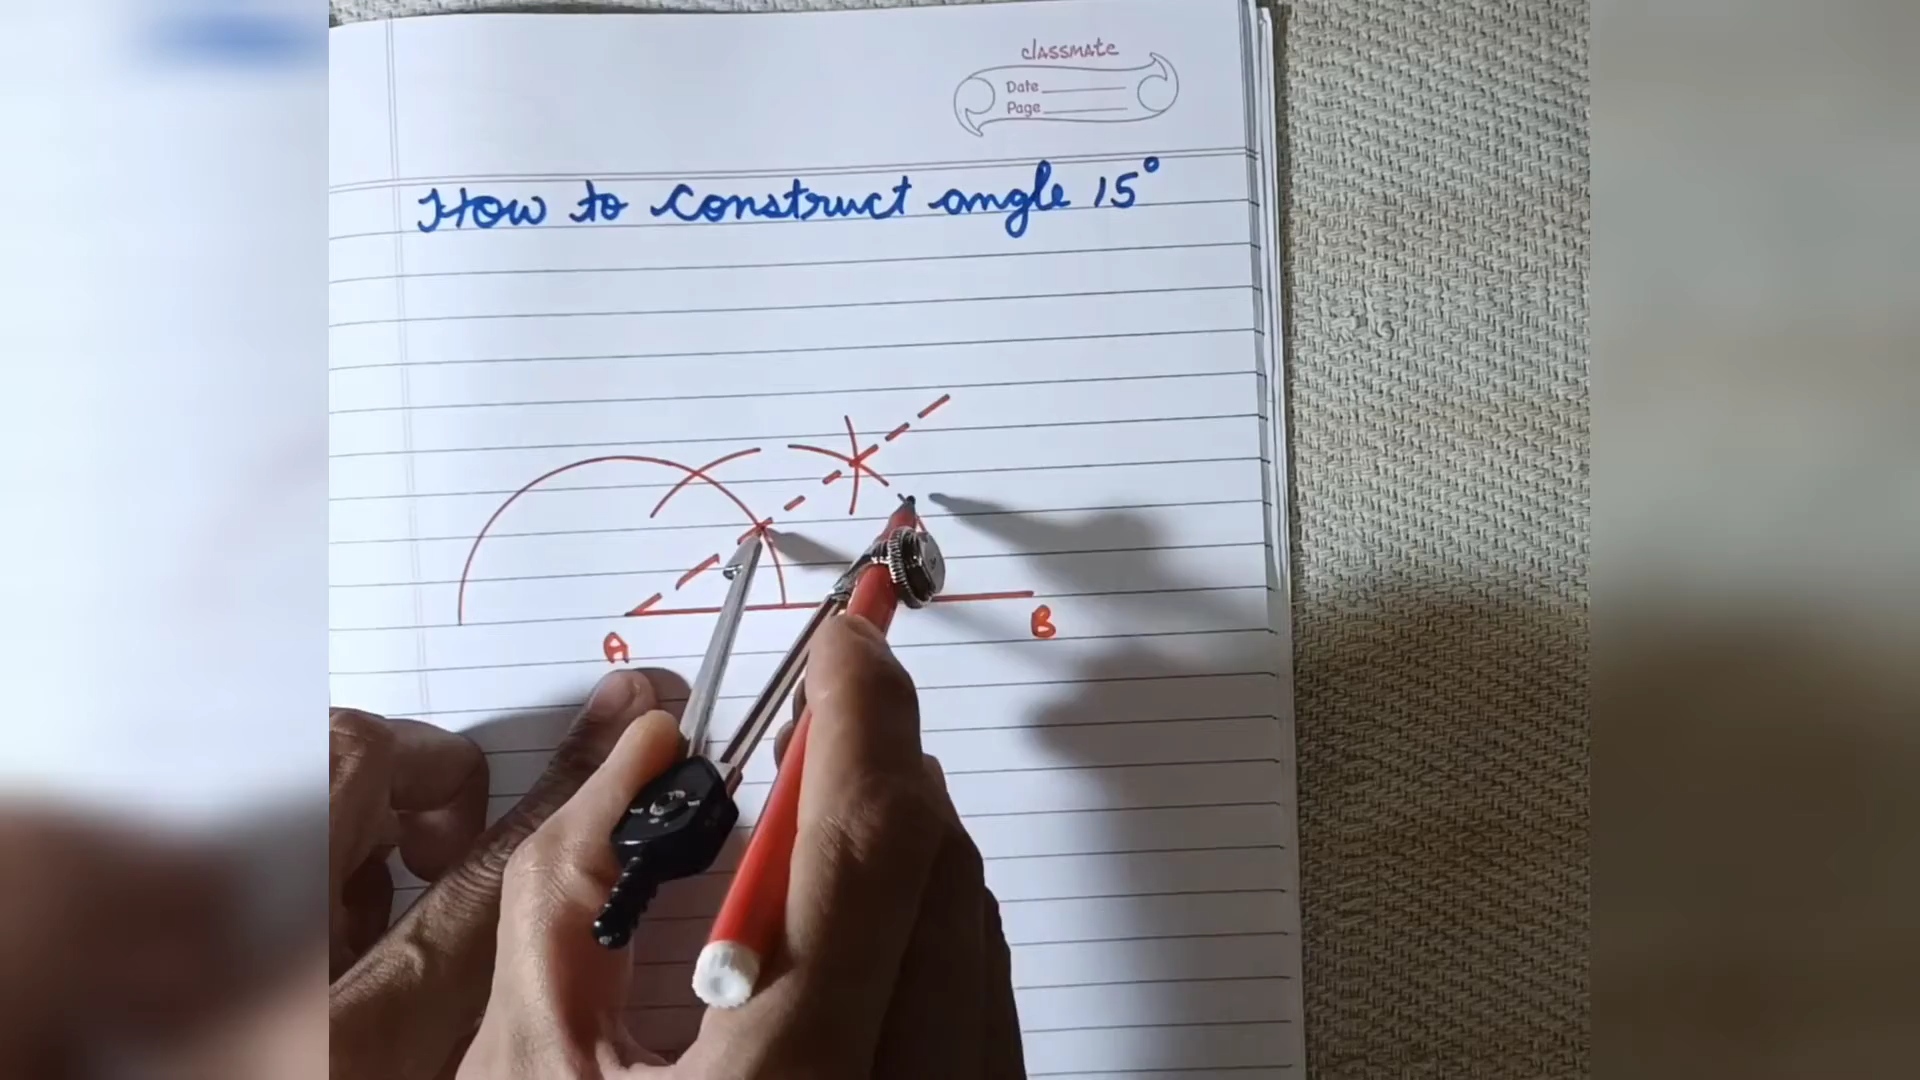 classmate
Date
Page
How to construct angle 15°
A
B